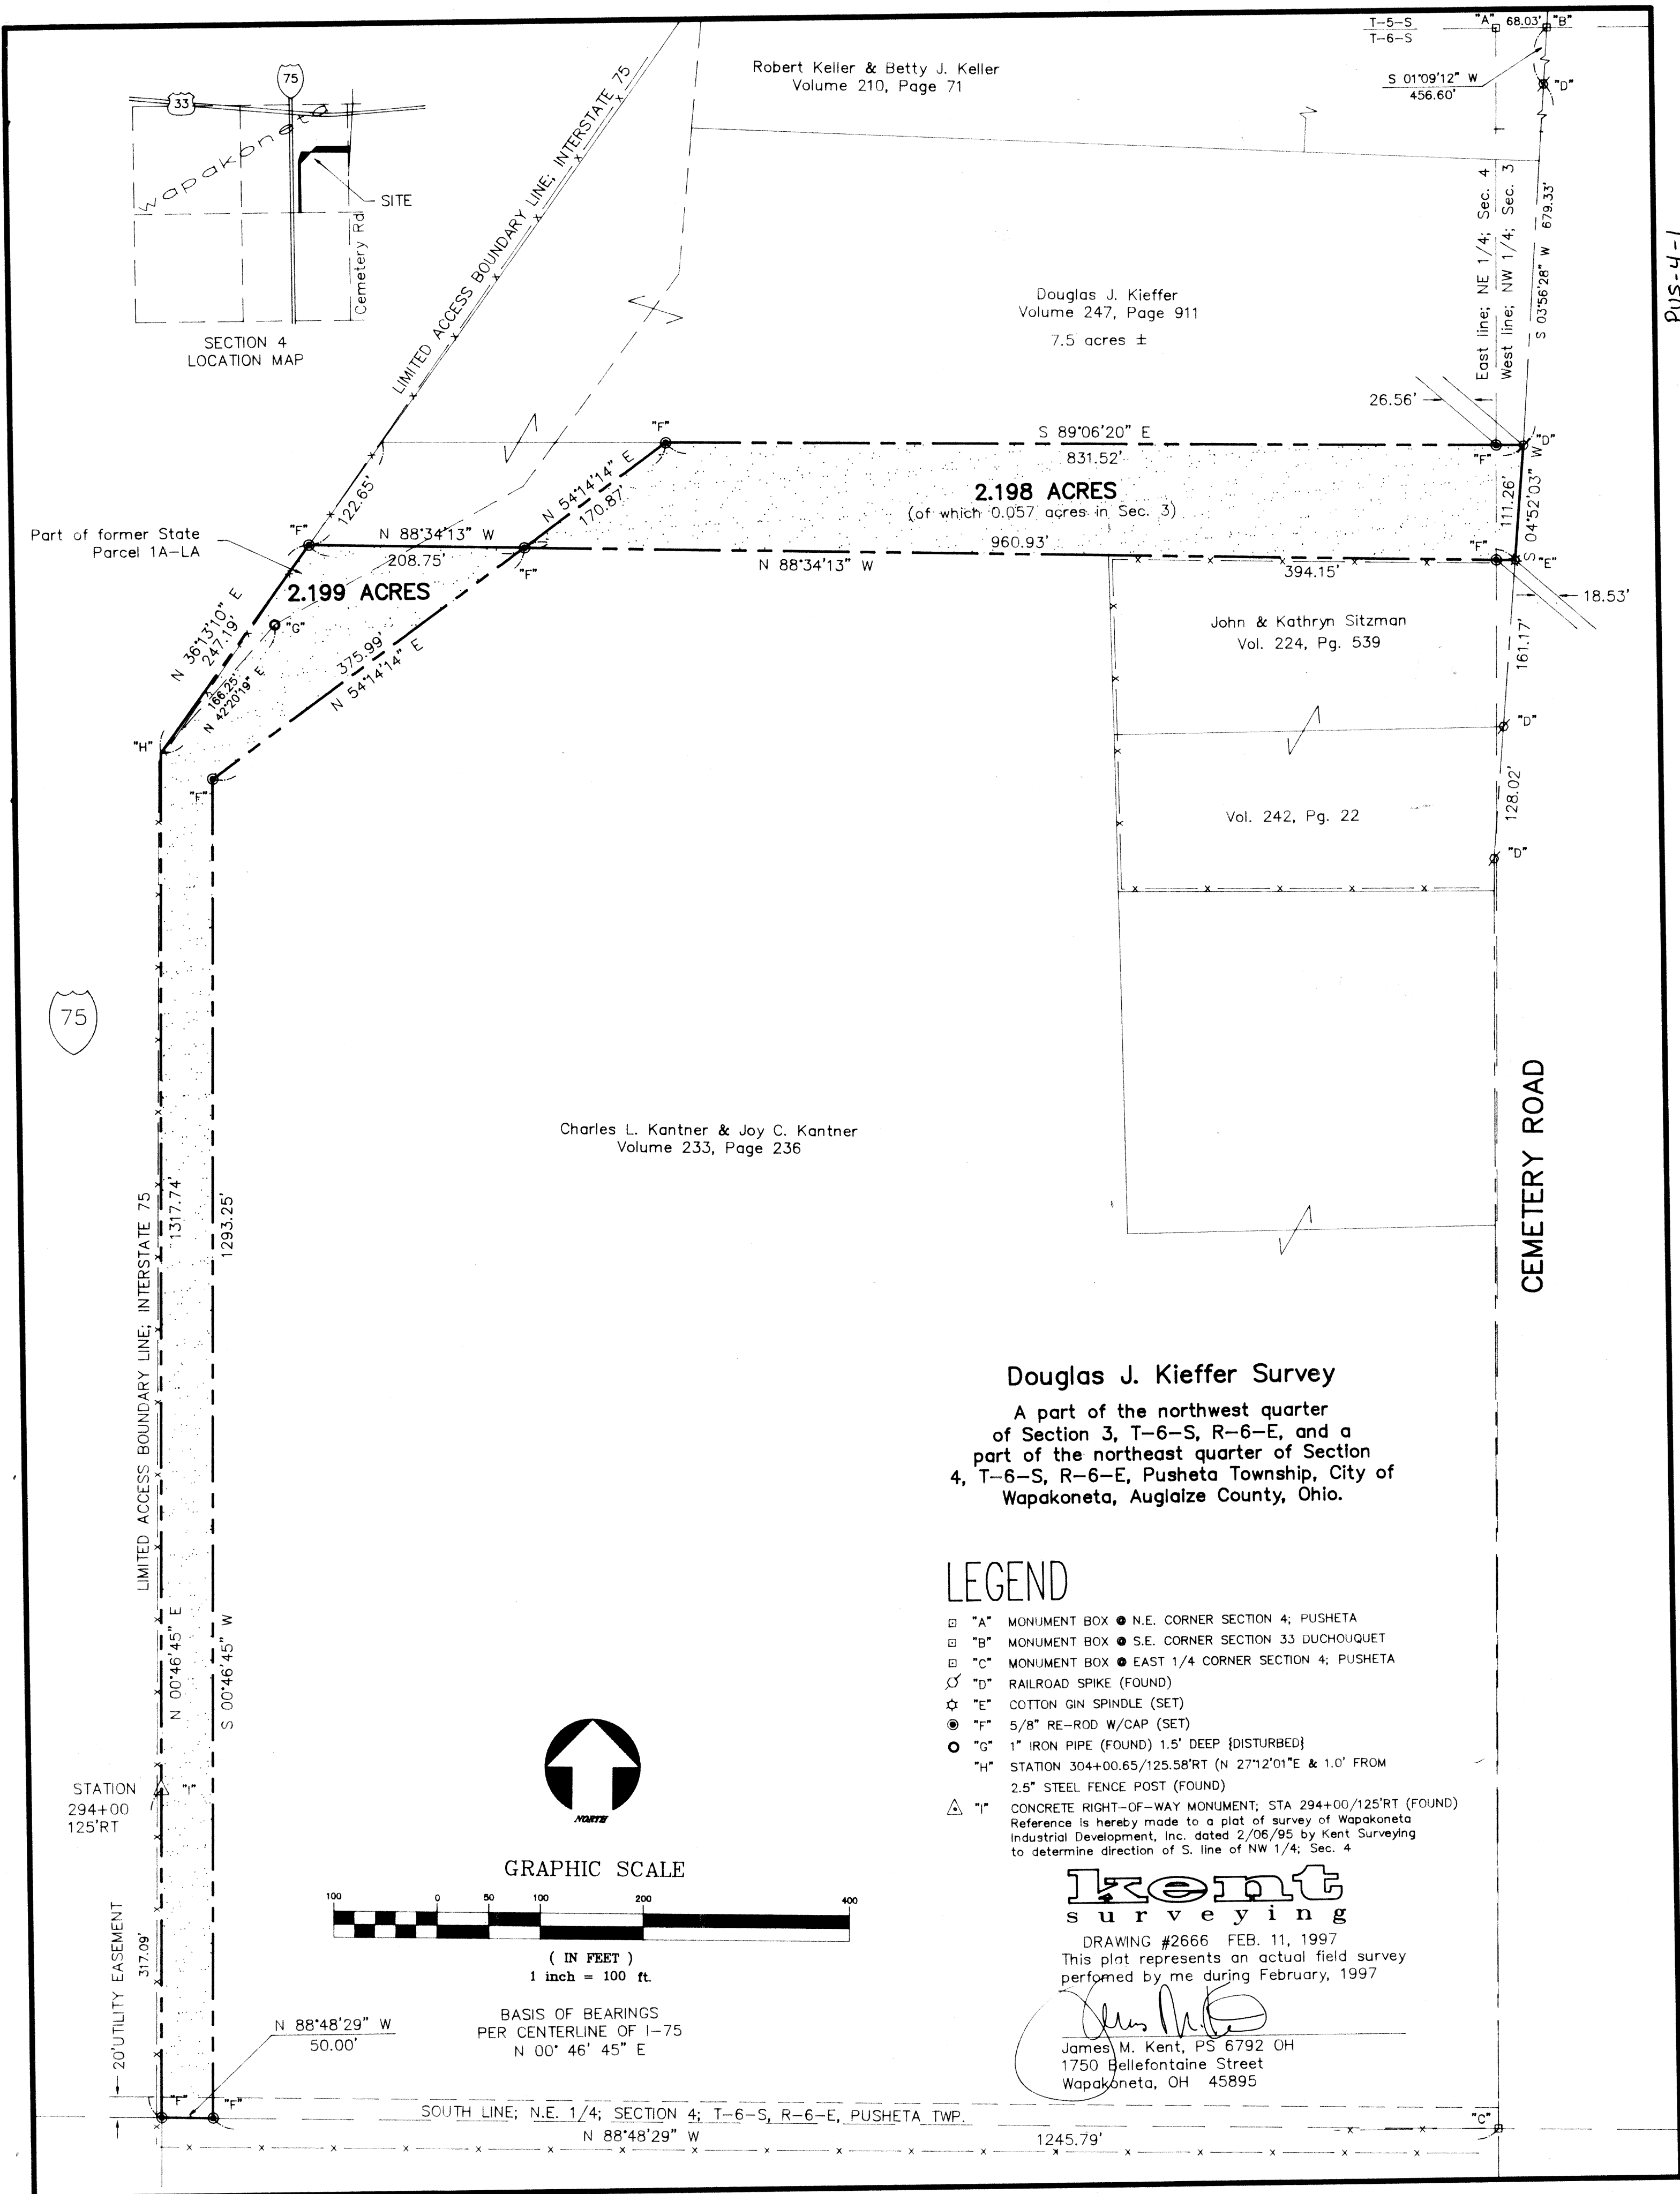 T-5-S
T-6-S
"A"
68.03'
"B"
S 01°09'12" W
456.60'
"D"
Robert Keller & Betty J. Keller
Volume 210, Page 71
75
33
Wapakoneta
SITE
Cemetery Rd
SECTION 4
LOCATION MAP
LIMITED ACCESS BOUNDARY LINE; INTERSTATE 75
East line; NE 1/4; Sec. 4
West line; NW 1/4; Sec. 3
S 03°56'28" W 679.33'
PUS-4-1
Douglas J. Kieffer
Volume 247, Page 911
7.5 acres ±
26.56'
"F"
S 89°06'20" E
831.52'
"F"
"D"
N 54°14'14" E
170.87'
2.198 ACRES
(of which 0.057 acres in Sec. 3)
111.26'
S 04°52'03" W
122.65'
Part of former State
Parcel 1A-LA
"F"
N 88°34'13" W
208.75'
"F"
960.93'
N 88°34'13" W
394.15'
"F"
"E"
18.53'
2.199 ACRES
"G"
N 36°13'10" E
247.19'
166.25'
N 42°20'19" E
375.99'
N 54°14'14" E
"H"
"F"
John & Kathryn Sitzman
Vol. 224, Pg. 539
161.17'
"D"
Vol. 242, Pg. 22
128.02'
"D"
75
Charles L. Kantner & Joy C. Kantner
Volume 233, Page 236
CEMETERY ROAD
LIMITED ACCESS BOUNDARY LINE; INTERSTATE 75
1317.74'
1293.25'
N 00°46'45" E
S 00°46'45" W
Douglas J. Kieffer Survey
A part of the northwest quarter
of Section 3, T-6-S, R-6-E, and a
part of the northeast quarter of Section
4, T-6-S, R-6-E, Pusheta Township, City of
Wapakoneta, Auglaize County, Ohio.
LEGEND
"A" MONUMENT BOX @ N.E. CORNER SECTION 4; PUSHETA
"B" MONUMENT BOX @ S.E. CORNER SECTION 33 DUCHOUQUET
"C" MONUMENT BOX @ EAST 1/4 CORNER SECTION 4; PUSHETA
"D" RAILROAD SPIKE (FOUND)
"E" COTTON GIN SPINDLE (SET)
"F" 5/8" RE-ROD W/CAP (SET)
"G" 1" IRON PIPE (FOUND) 1.5' DEEP {DISTURBED}
"H" STATION 304+00.65/125.58'RT (N 27°12'01"E & 1.0' FROM
2.5" STEEL FENCE POST (FOUND)
"I" CONCRETE RIGHT-OF-WAY MONUMENT; STA 294+00/125'RT (FOUND)
Reference is hereby made to a plat of survey of Wapakoneta
Industrial Development, Inc. dated 2/06/95 by Kent Surveying
to determine direction of S. line of NW 1/4; Sec. 4
STATION
294+00
125'RT
"I"
NORTH
GRAPHIC SCALE
100 0 50 100 200 400
( IN FEET )
1 inch = 100 ft.
BASIS OF BEARINGS
PER CENTERLINE OF I-75
N 00° 46' 45" E
kent
surveying
DRAWING #2666 FEB. 11, 1997
This plat represents an actual field survey
perfomed by me during February, 1997
James M. Kent, PS 6792 OH
1750 Bellefontaine Street
Wapakoneta, OH 45895
20'UTILITY EASEMENT
317.09'
N 88°48'29" W
50.00'
"F"
"F"
SOUTH LINE; N.E. 1/4; SECTION 4; T-6-S, R-6-E, PUSHETA TWP.
N 88°48'29" W
1245.79'
"C"